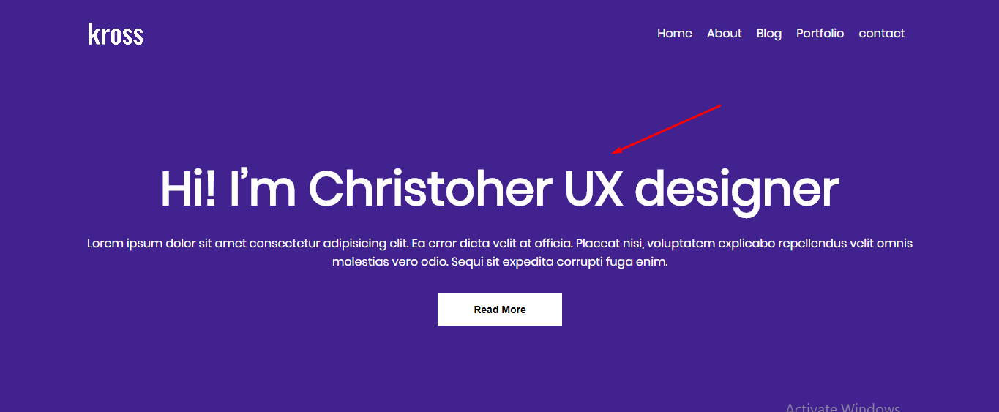 kross
Home About Blog Portfolio contact
Hi! I’m Christoher UX designer
Lorem ipsum dolor sit amet consectetur adipisicing elit. Ea error dicta velit at officia. Placeat nisi, voluptatem explicabo repellendus velit omnis
molestias vero odio. Sequi sit expedita corrupti fuga enim.
Read More
Activate Windows